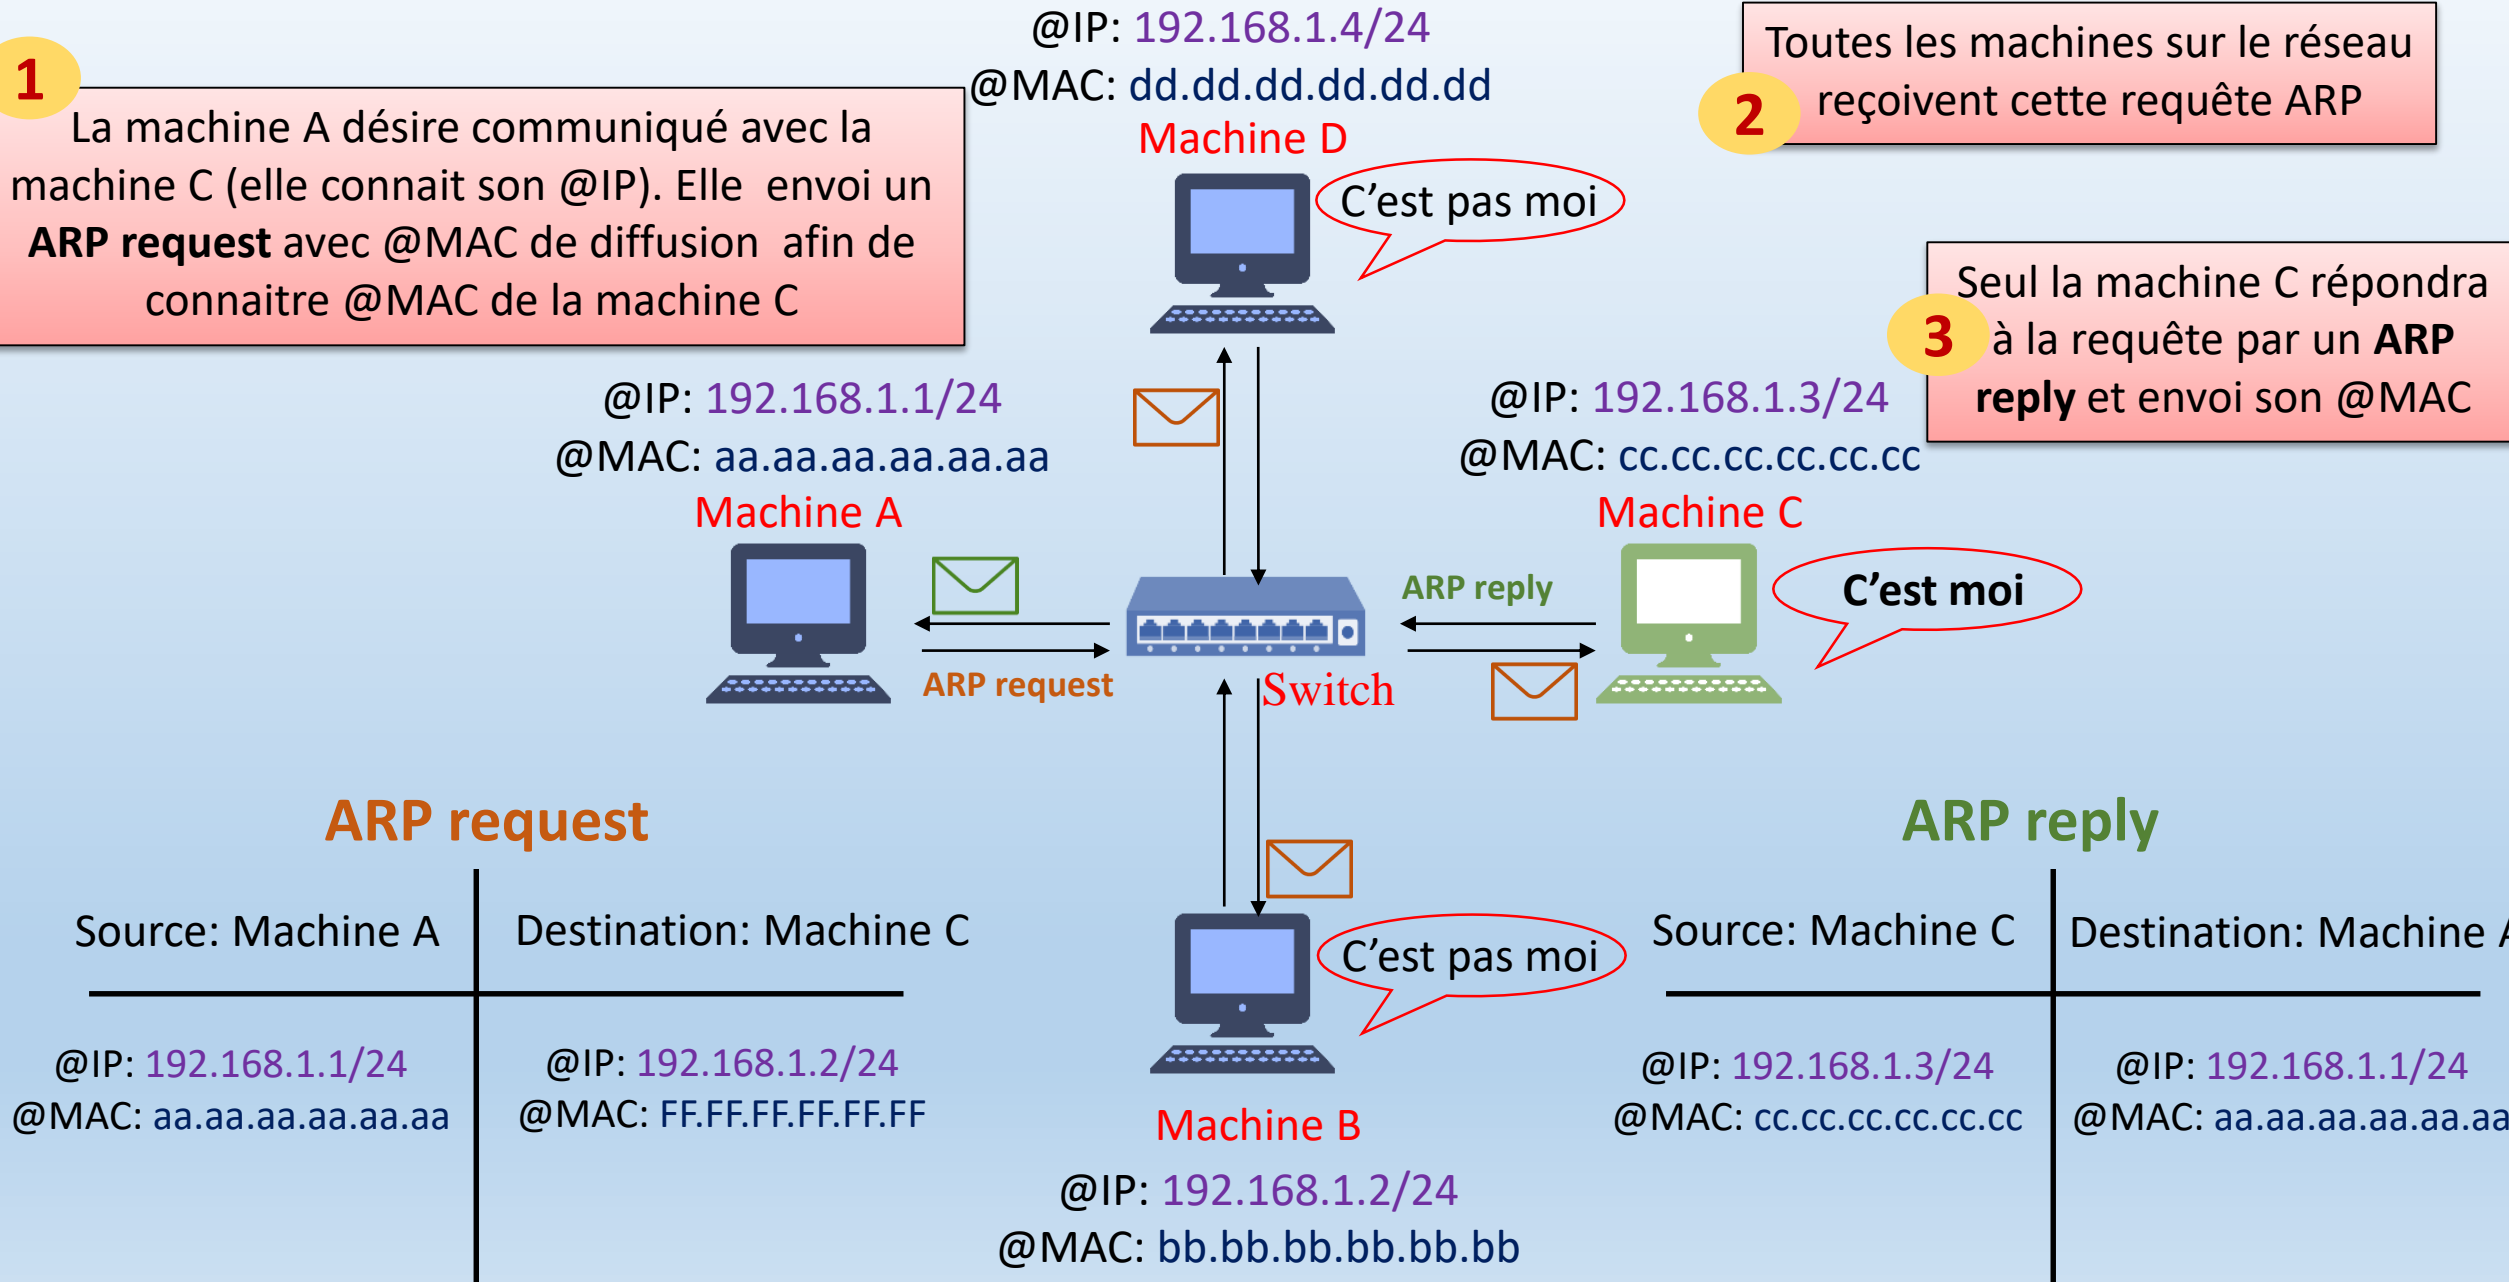 1
La machine A désire communiqué avec la
machine C (elle connait son @IP). Elle envoi un
ARP request avec @MAC de diffusion afin de
connaitre @MAC de la machine C
@IP: 192.168.1.4/24
@MAC: dd.dd.dd.dd.dd.dd
Machine D
C’est pas moi
2
Toutes les machines sur le réseau
reçoivent cette requête ARP
3
Seul la machine C répondra
à la requête par un ARP
reply et envoi son @MAC
@IP: 192.168.1.1/24
@MAC: aa.aa.aa.aa.aa.aa
Machine A
@IP: 192.168.1.3/24
@MAC: cc.cc.cc.cc.cc.cc
Machine C
C’est moi
ARP reply
ARP request
Switch
ARP request
Source: Machine A
Destination: Machine C
@IP: 192.168.1.1/24
@MAC: aa.aa.aa.aa.aa.aa
@IP: 192.168.1.2/24
@MAC: FF.FF.FF.FF.FF.FF
C’est pas moi
Machine B
@IP: 192.168.1.2/24
@MAC: bb.bb.bb.bb.bb.bb
ARP reply
Source: Machine C
Destination: Machine A
@IP: 192.168.1.3/24
@MAC: cc.cc.cc.cc.cc.cc
@IP: 192.168.1.1/24
@MAC: aa.aa.aa.aa.aa.aa